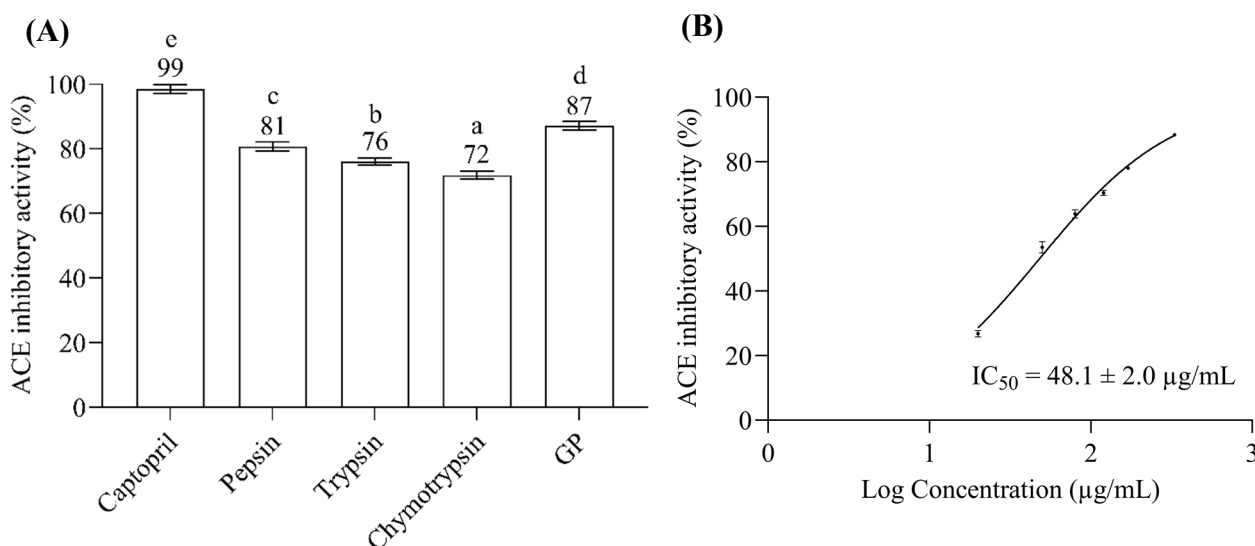 (A)
ACE inhibitory activity (%)
100
80
60
40
20
0
e
99
c
81
b
76
a
72
d
87
Captopril
Pepsin
Trypsin
Chymotrypsin
GP
(B)
ACE inhibitory activity (%)
100
80
60
40
20
0
IC₅₀ = 48.1 ± 2.0 µg/mL
0
1
2
3
Log Concentration (µg/mL)